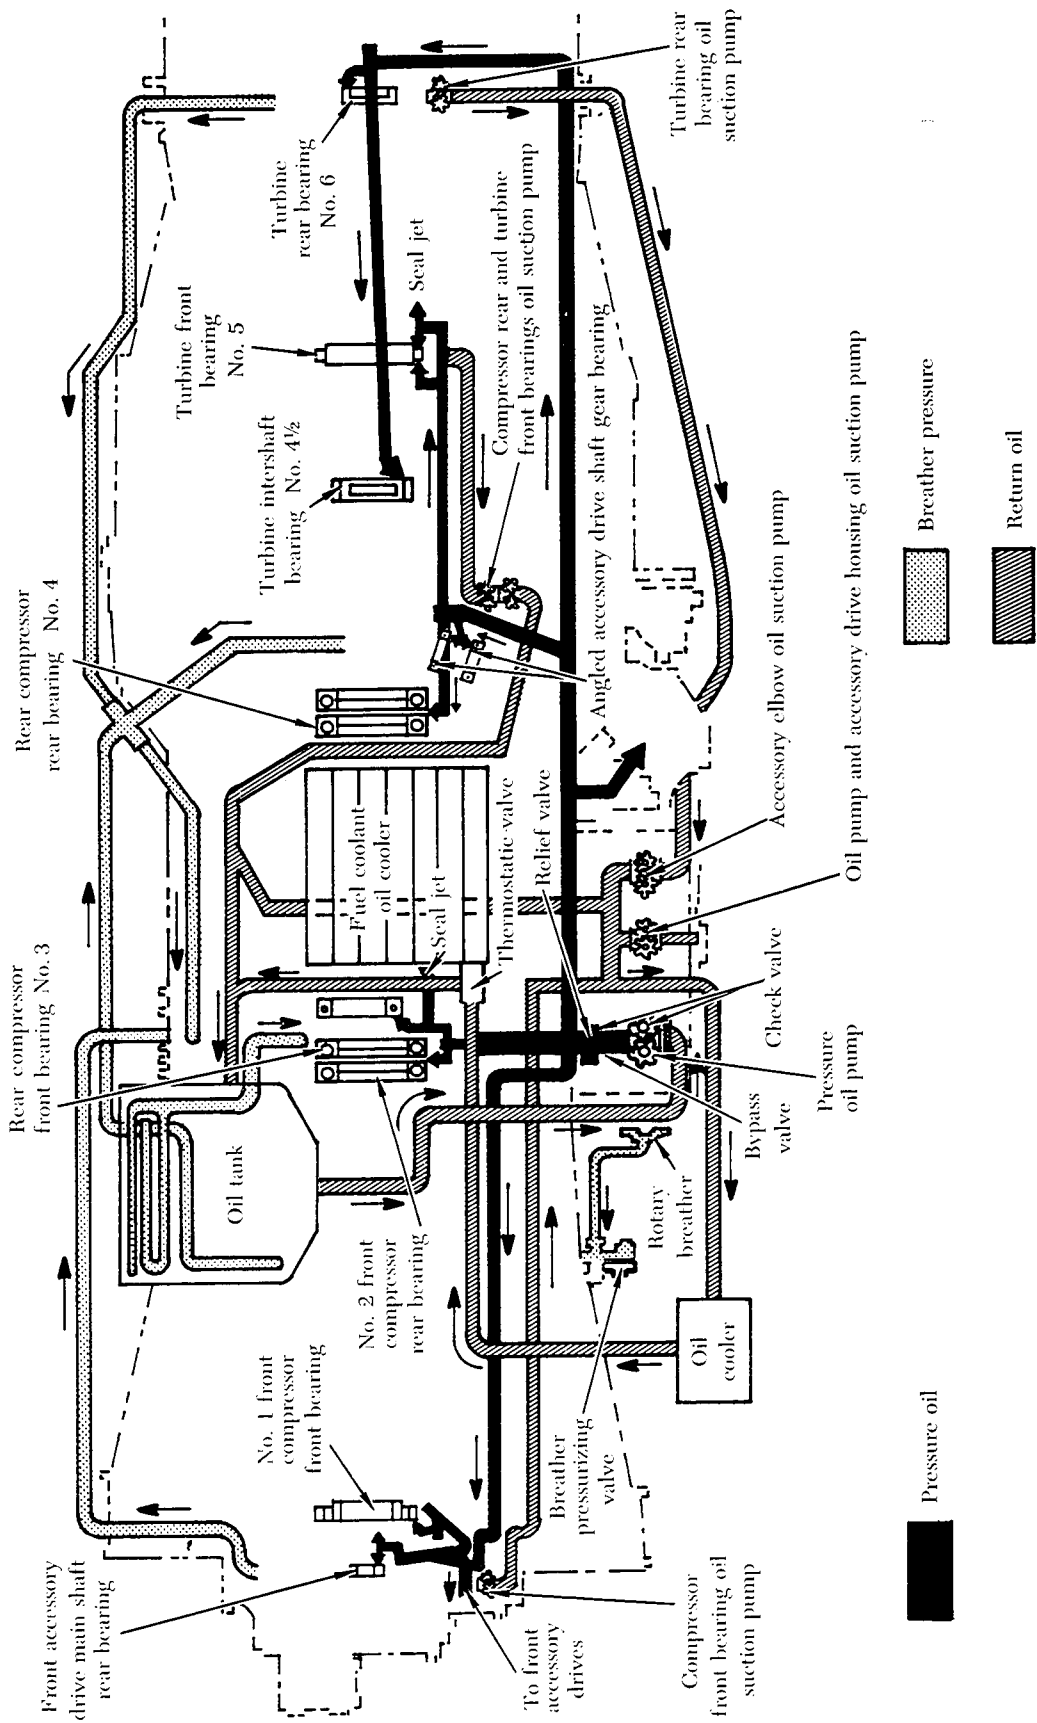 Front accessory
drive main shaft
rear bearing
No. 1 front
compressor
front bearing
No. 2 front
compressor
rear bearing
Oil tank
Rear compressor
front bearing No. 3
Rear compressor
rear bearing No. 4
Turbine intershaft
bearing No. 4½
Turbine front
bearing
No. 5
Turbine
rear bearing
No. 6
Seal jet
Fuel coolant
oil cooler
Seal jet
Thermostatic valve
Relief valve
Compressor rear and turbine
front bearings oil suction pump
Angled accessory drive shaft gear bearing
Turbine rear
bearing oil
suction pump
Accessory elbow oil suction pump
Oil pump and accessory drive housing oil suction pump
Check valve
Pressure
oil pump
Bypass
valve
Rotary
breather
Oil
cooler
Breather
pressurizing
valve
To front
accessory
drives
Compressor
front bearing oil
suction pump
Pressure oil
Breather pressure
Return oil